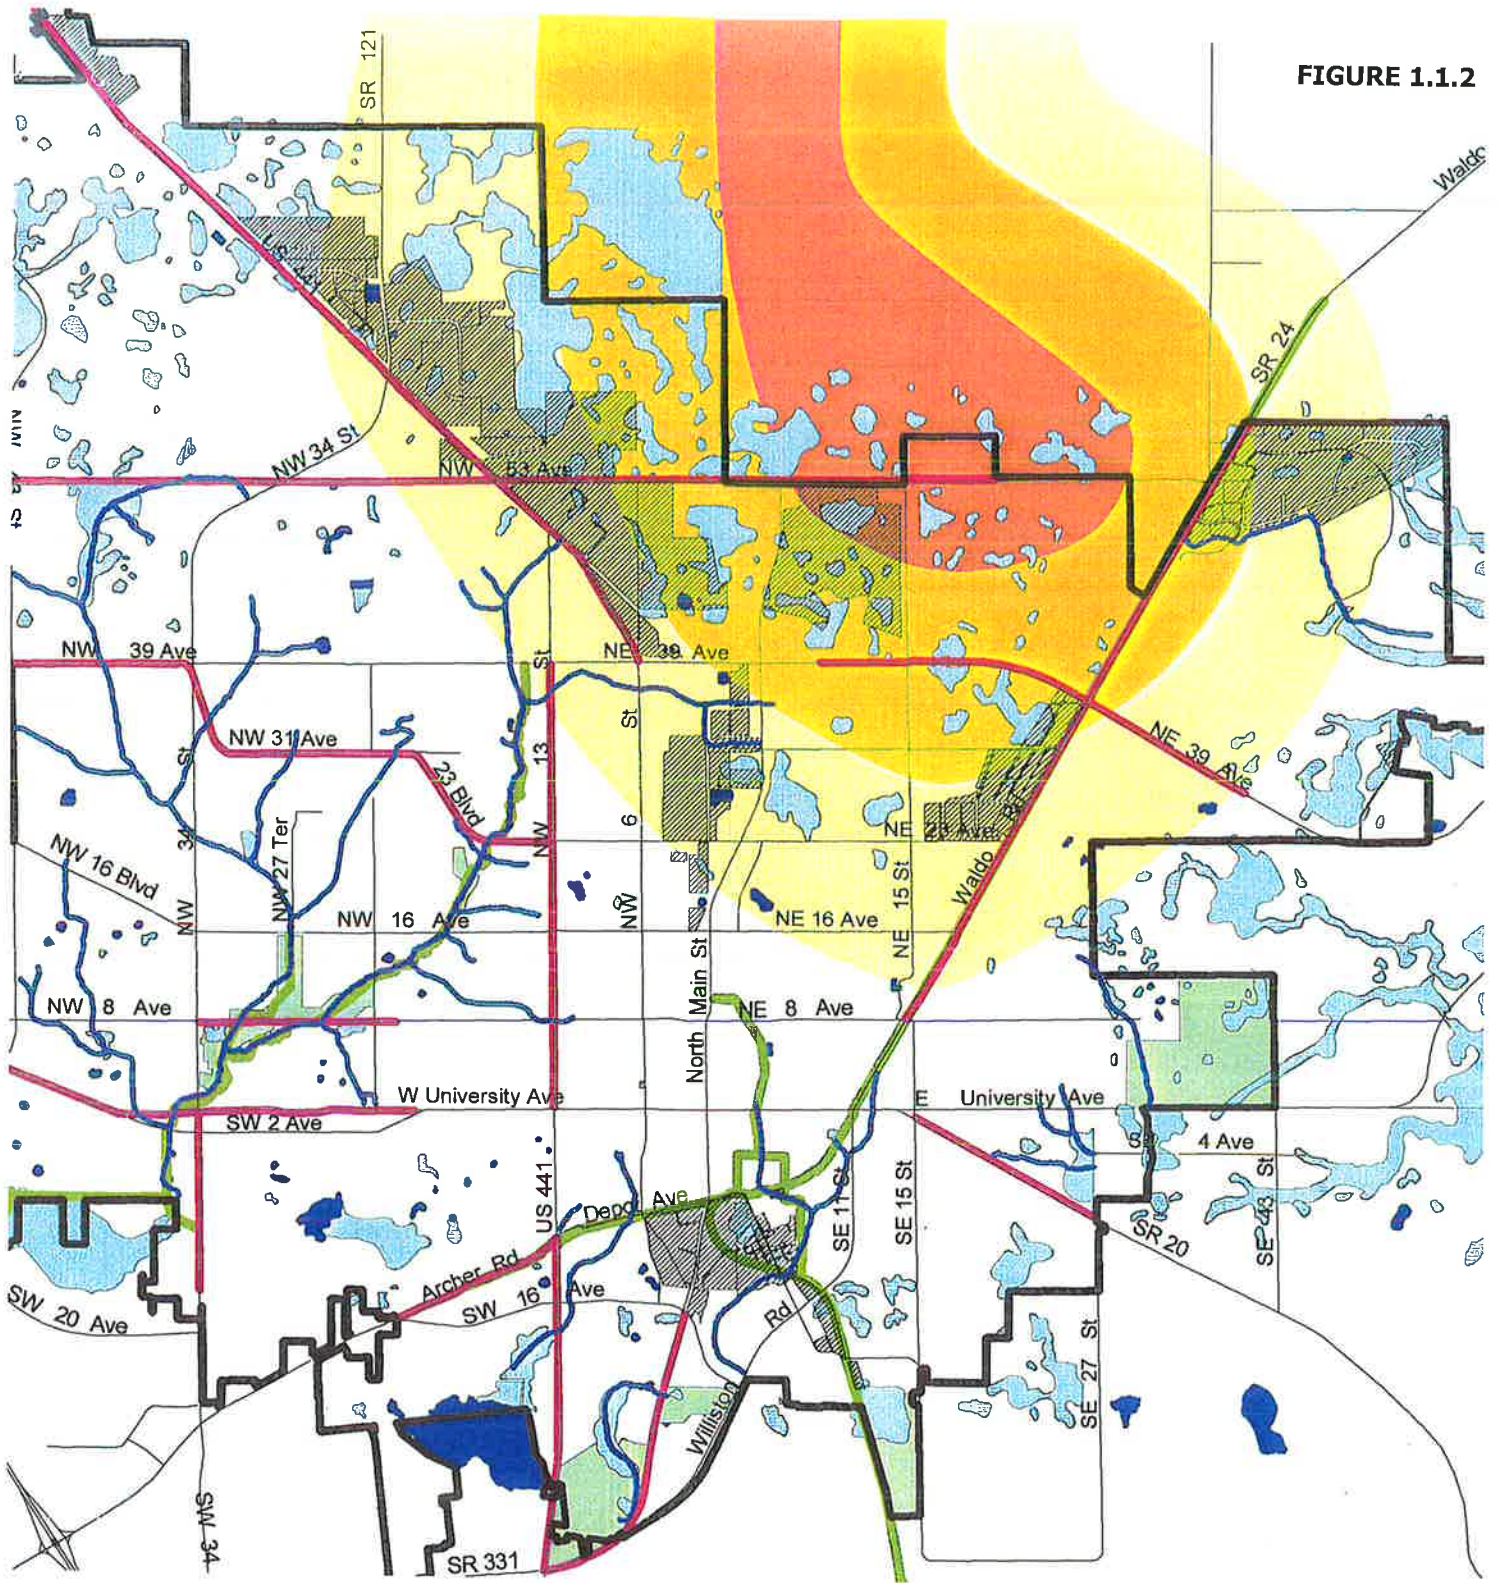 FIGURE 1.1.2
SR 121
Waldo
US 441
SR 24
NW 34 St
NW 53 Ave
St
NW 39 Ave
NE 39 Ave
St
NW 31 Ave
St
St
NE 39 Ave
23 Blvd
13
6
NW 27 Ter
34
NW
NE 23 Ave
NW 16 Blvd
Waldo Rd
NE 15 St
NW
NW 16 Ave
NW
NE 16 Ave
North Main St
NW 8 Ave
NE 8 Ave
W University Ave
E University Ave
SW 2 Ave
SE 4 Ave
US 441
Depot Ave
SE 11 St
SE 15 St
SE 43 St
SR 20
Archer Rd
SW 16 Ave
Rd
SW 20 Ave
SE 27 St
Williston
SW 34
SR 331